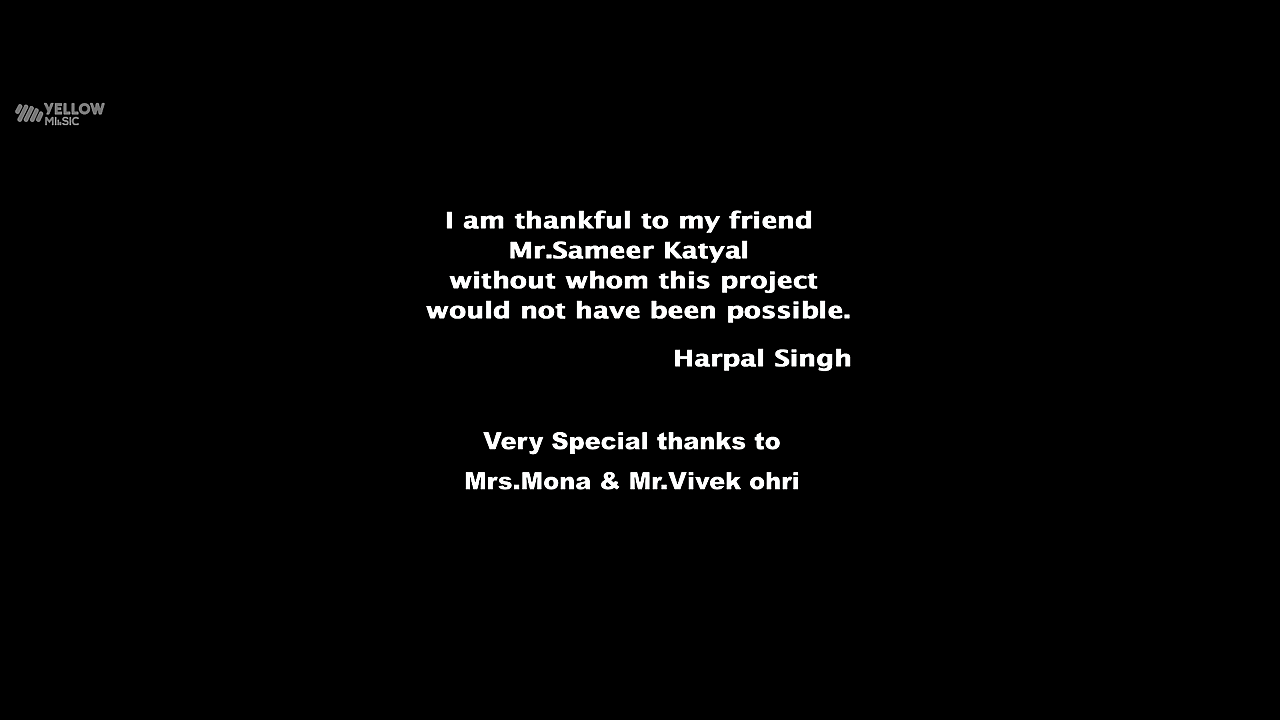 YELLOW
MUSIC
I am thankful to my friend
Mr.Sameer Katyal
without whom this project
would not have been possible.
Harpal Singh
Very Special thanks to
Mrs.Mona & Mr.Vivek ohri